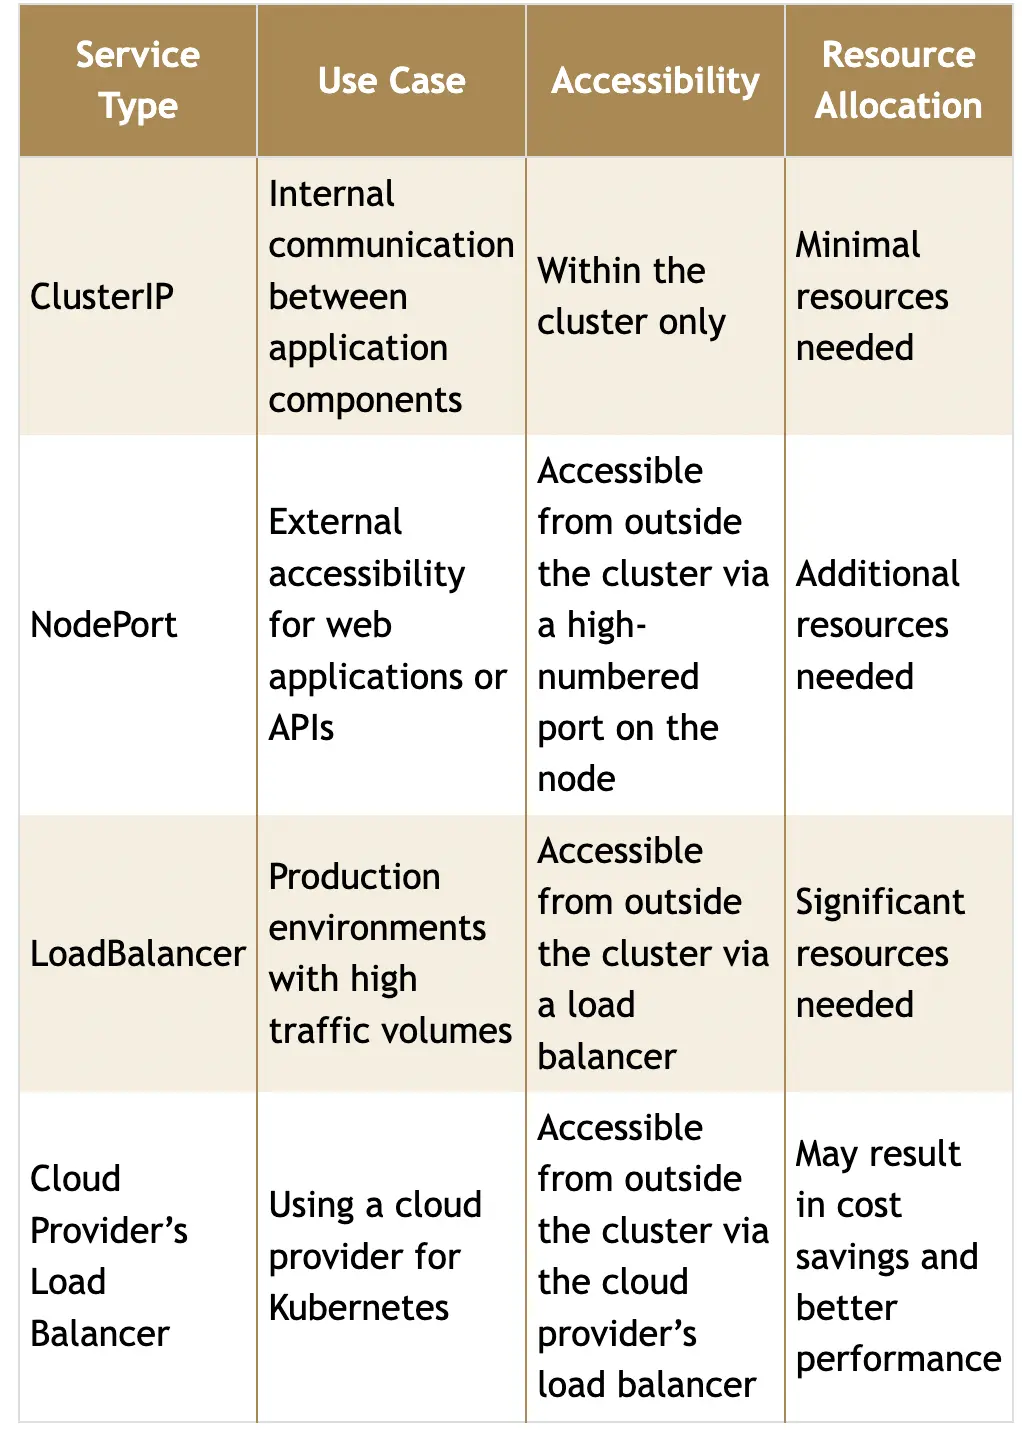 Service
Type
Use Case
Accessibility
Resource
Allocation
ClusterIP
Internal
communication
between
application
components
Within the
cluster only
Minimal
resources
needed
NodePort
External
accessibility
for web
applications or
APIs
Accessible
from outside
the cluster via
a high-
numbered
port on the
node
Additional
resources
needed
LoadBalancer
Production
environments
with high
traffic volumes
Accessible
from outside
the cluster via
a load
balancer
Significant
resources
needed
Cloud
Provider’s
Load
Balancer
Using a cloud
provider for
Kubernetes
Accessible
from outside
the cluster via
the cloud
provider’s
load balancer
May result
in cost
savings and
better
performance